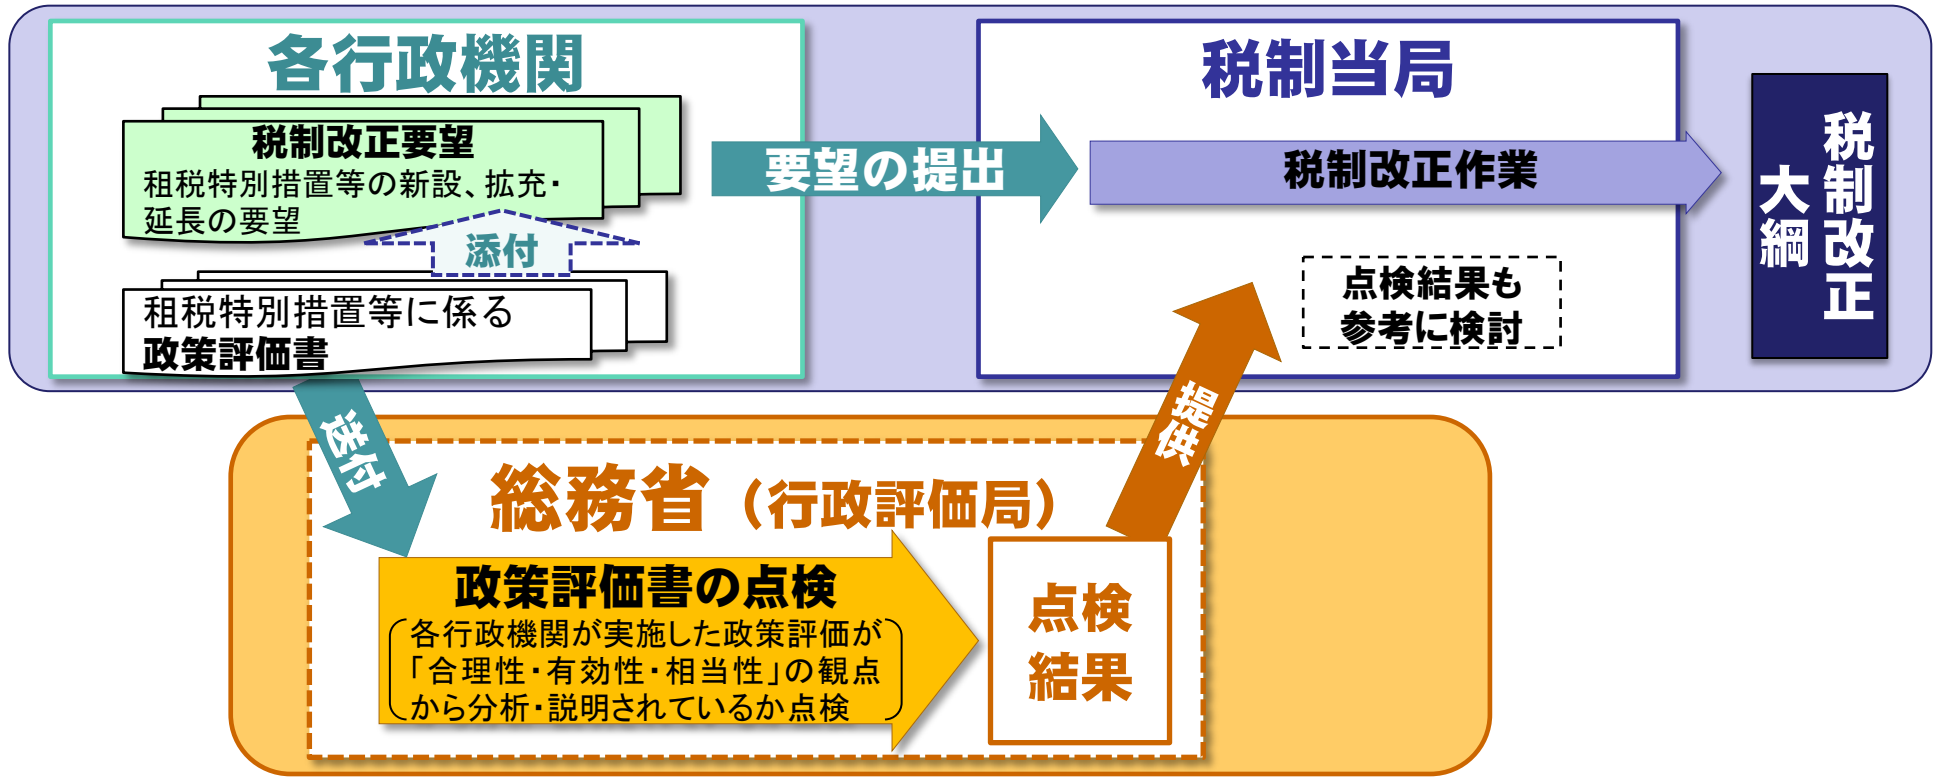 各行政機関
税制改正要望
租税特別措置等の新設、拡充・
延長の要望
添付
租税特別措置等に係る
政策評価書
要望の提出
税制当局
税制改正作業
点検結果も
参考に検討
税制改正
大綱
送付
提供
総務省（行政評価局）
政策評価書の点検
各行政機関が実施した政策評価が
「合理性・有効性・相当性」の観点
から分析・説明されているか点検
点検
結果